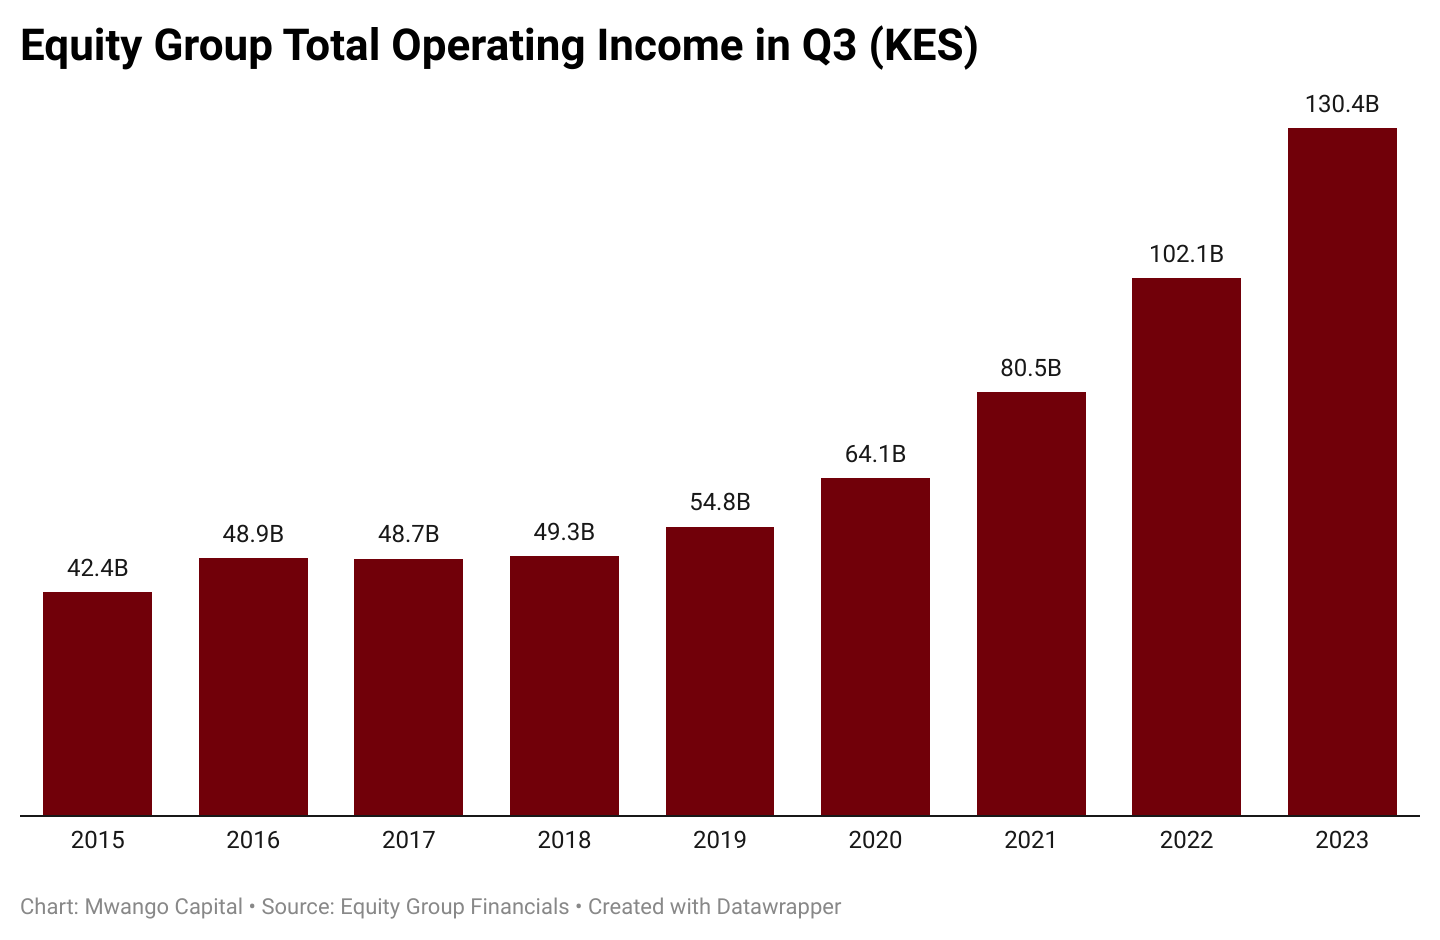 Equity Group Total Operating Income in Q3 (KES)
130.4B
102.1B
80.5B
64.1B
54.8B
48.9B
48.7B
49.3B
42.4B
2015 2016 2017 2018 2019 2020 2021 2022 2023
Chart: Mwango Capital • Source: Equity Group Financials • Created with Datawrapper